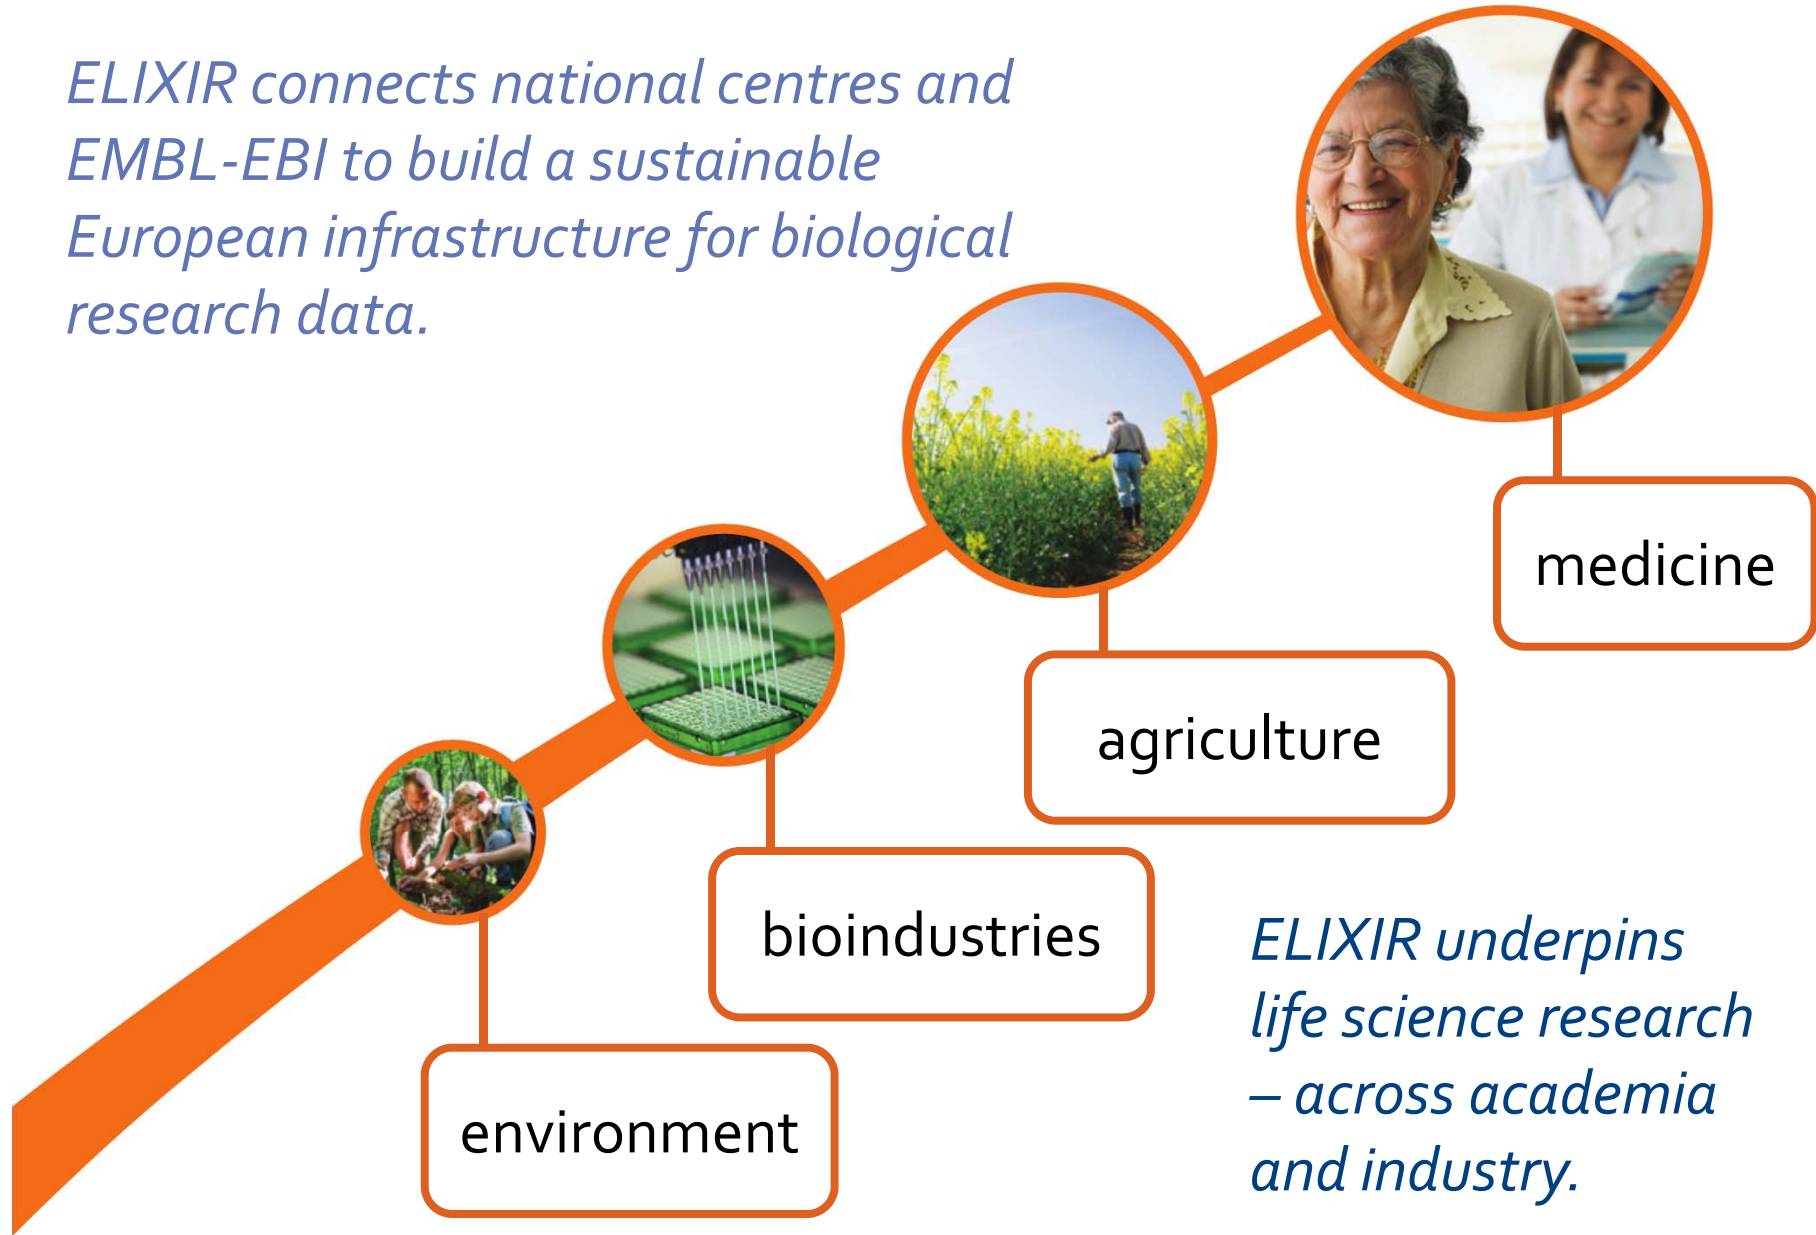 ELIXIR connects national centres and
EMBL-EBI to build a sustainable
European infrastructure for biological
research data.
medicine
agriculture
bioindustries
environment
ELIXIR underpins
life science research
– across academia
and industry.